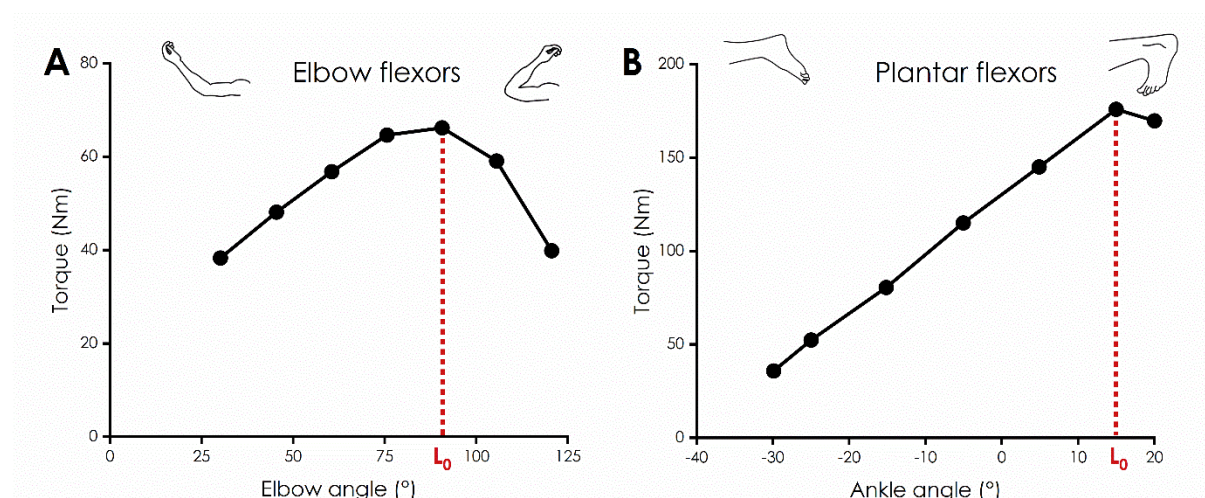 A
Elbow flexors
80
60
40
20
0
Torque (Nm)
0 25 50 75 L₀ 100 125
Elbow angle (°)
B
Plantar flexors
200
150
100
50
0
Torque (Nm)
-40 -30 -20 -10 0 10 L₀ 20
Ankle angle (°)